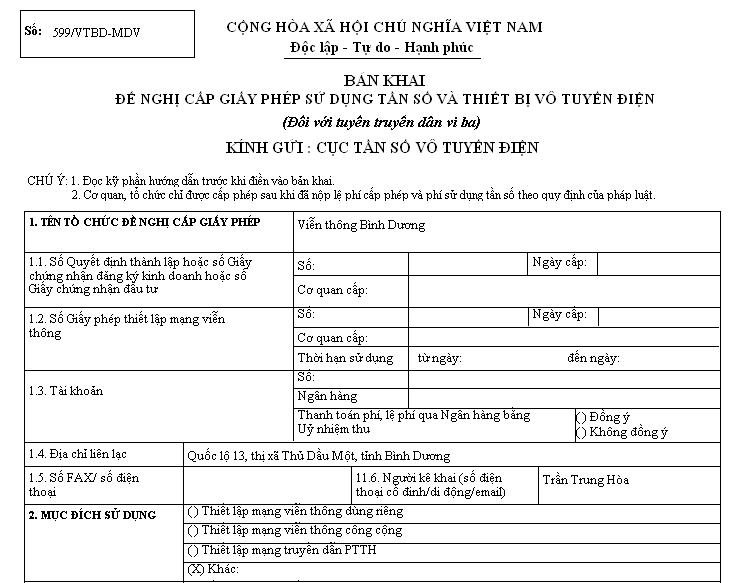 Số: 599/VTBD-MDV
CỘNG HÒA XÃ HỘI CHỦ NGHĨA VIỆT NAM
Độc lập - Tự do - Hạnh phúc
BẢN KHAI
ĐỀ NGHỊ CẤP GIẤY PHÉP SỬ DỤNG TẦN SỐ VÀ THIẾT BỊ VÔ TUYẾN ĐIỆN
(Đối với tuyến truyền dẫn vi ba)
KÍNH GỬI : CỤC TẦN SỐ VÔ TUYẾN ĐIỆN
CHÚ Ý: 1. Đọc kỹ phần hướng dẫn trước khi điền vào bản khai.
2. Cơ quan, tổ chức chỉ được cấp phép sau khi đã nộp lệ phí cấp phép và phí sử dụng tần số theo quy định của pháp luật.
1. TÊN TỔ CHỨC ĐỀ NGHỊ CẤP GIẤY PHÉP
Viễn thông Bình Dương
1.1. Số Quyết định thành lập hoặc số Giấy
chứng nhận đăng ký kinh doanh hoặc số
Giấy chứng nhận đầu tư
Số:
Ngày cấp:
Cơ quan cấp:
1.2. Số Giấy phép thiết lập mạng viễn
thông
Số:
Ngày cấp:
Cơ quan cấp:
Thời hạn sử dụng
từ ngày:
đến ngày:
1.3. Tài khoản
Số:
Ngân hàng
Thanh toán phí, lệ phí qua Ngân hàng bằng
Uỷ nhiệm thu
() Đồng ý
() Không đồng ý
1.4. Địa chỉ liên lạc
Quốc lộ 13, thị xã Thủ Dầu Một, tỉnh Bình Dương
1.5. Số FAX/ số điện
thoại
11.6. Người kê khai (số điện
thoại cố định/di động/email)
Trần Trung Hòa
2. MỤC ĐÍCH SỬ DỤNG
() Thiết lập mạng viễn thông dùng riêng
() Thiết lập mạng viễn thông công cộng
() Thiết lập mạng truyền dẫn PTTH
(X) Khác: